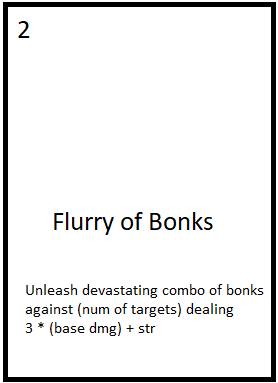 2
Flurry of Bonks
Unleash devastating combo of bonks
against (num of targets) dealing
3 * (base dmg) + str